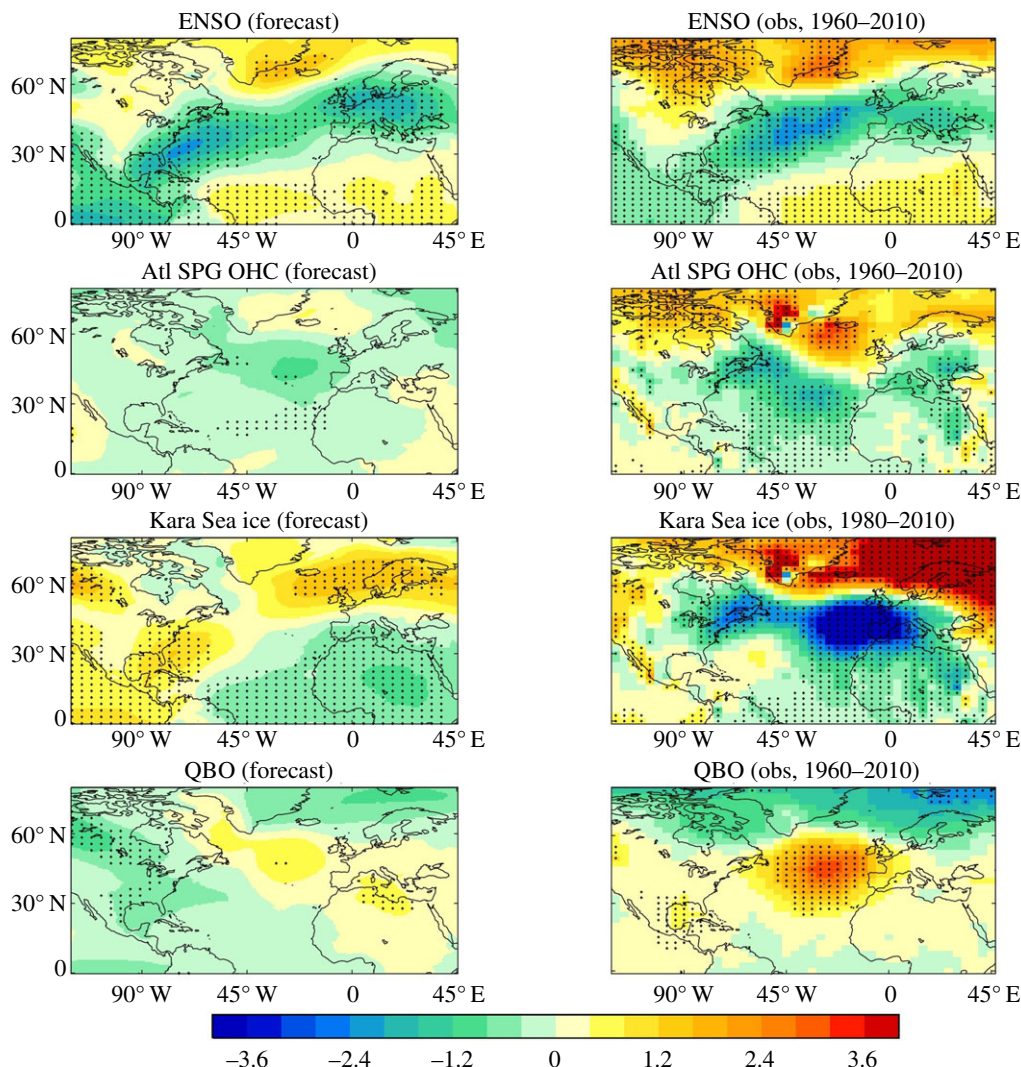 ENSO (forecast) ENSO (obs, 1960–2010)
60° N
30° N
0
90° W 45° W 0 45° E 90° W 45° W 0 45° E
Atl SPG OHC (forecast) Atl SPG OHC (obs, 1960–2010)
60° N
30° N
0
90° W 45° W 0 45° E 90° W 45° W 0 45° E
Kara Sea ice (forecast) Kara Sea ice (obs, 1980–2010)
60° N
30° N
0
90° W 45° W 0 45° E 90° W 45° W 0 45° E
QBO (forecast) QBO (obs, 1960–2010)
60° N
30° N
0
90° W 45° W 0 45° E 90° W 45° W 0 45° E
–3.6 –2.4 –1.2 0 1.2 2.4 3.6